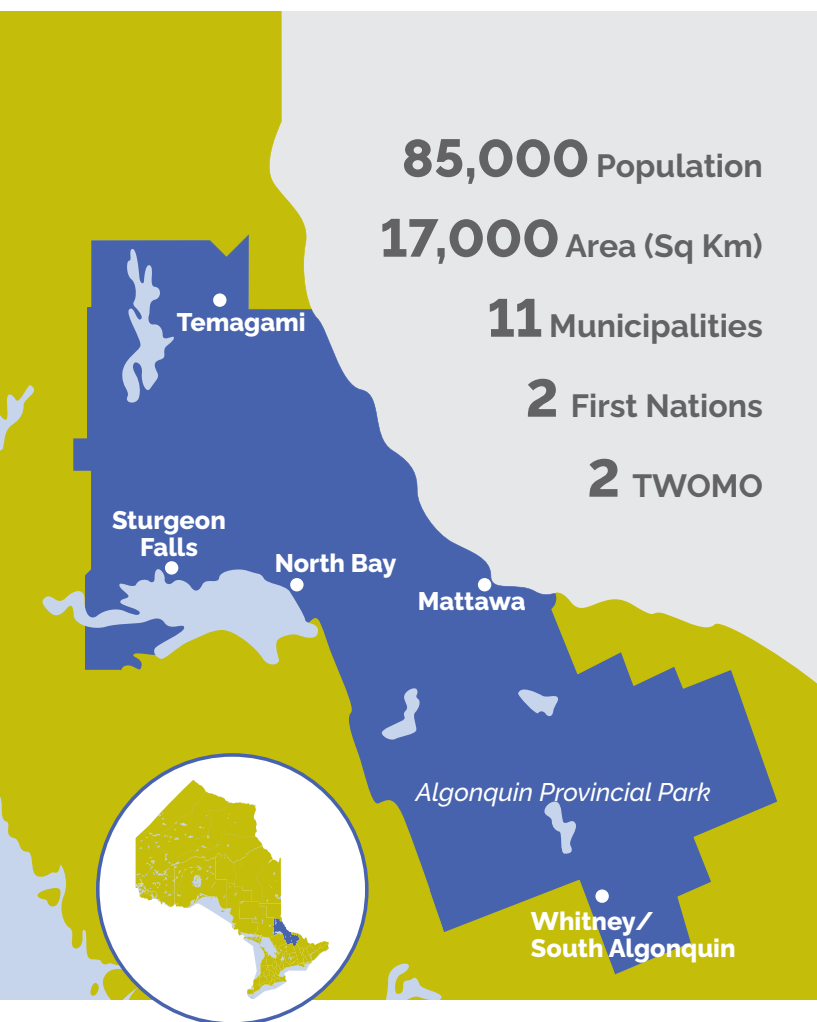 85,000 Population
17,000 Area (Sq Km)
11 Municipalities
2 First Nations
2 TWOMO
Temagami
Sturgeon
Falls
North Bay
Mattawa
Algonquin Provincial Park
Whitney/
South Algonquin